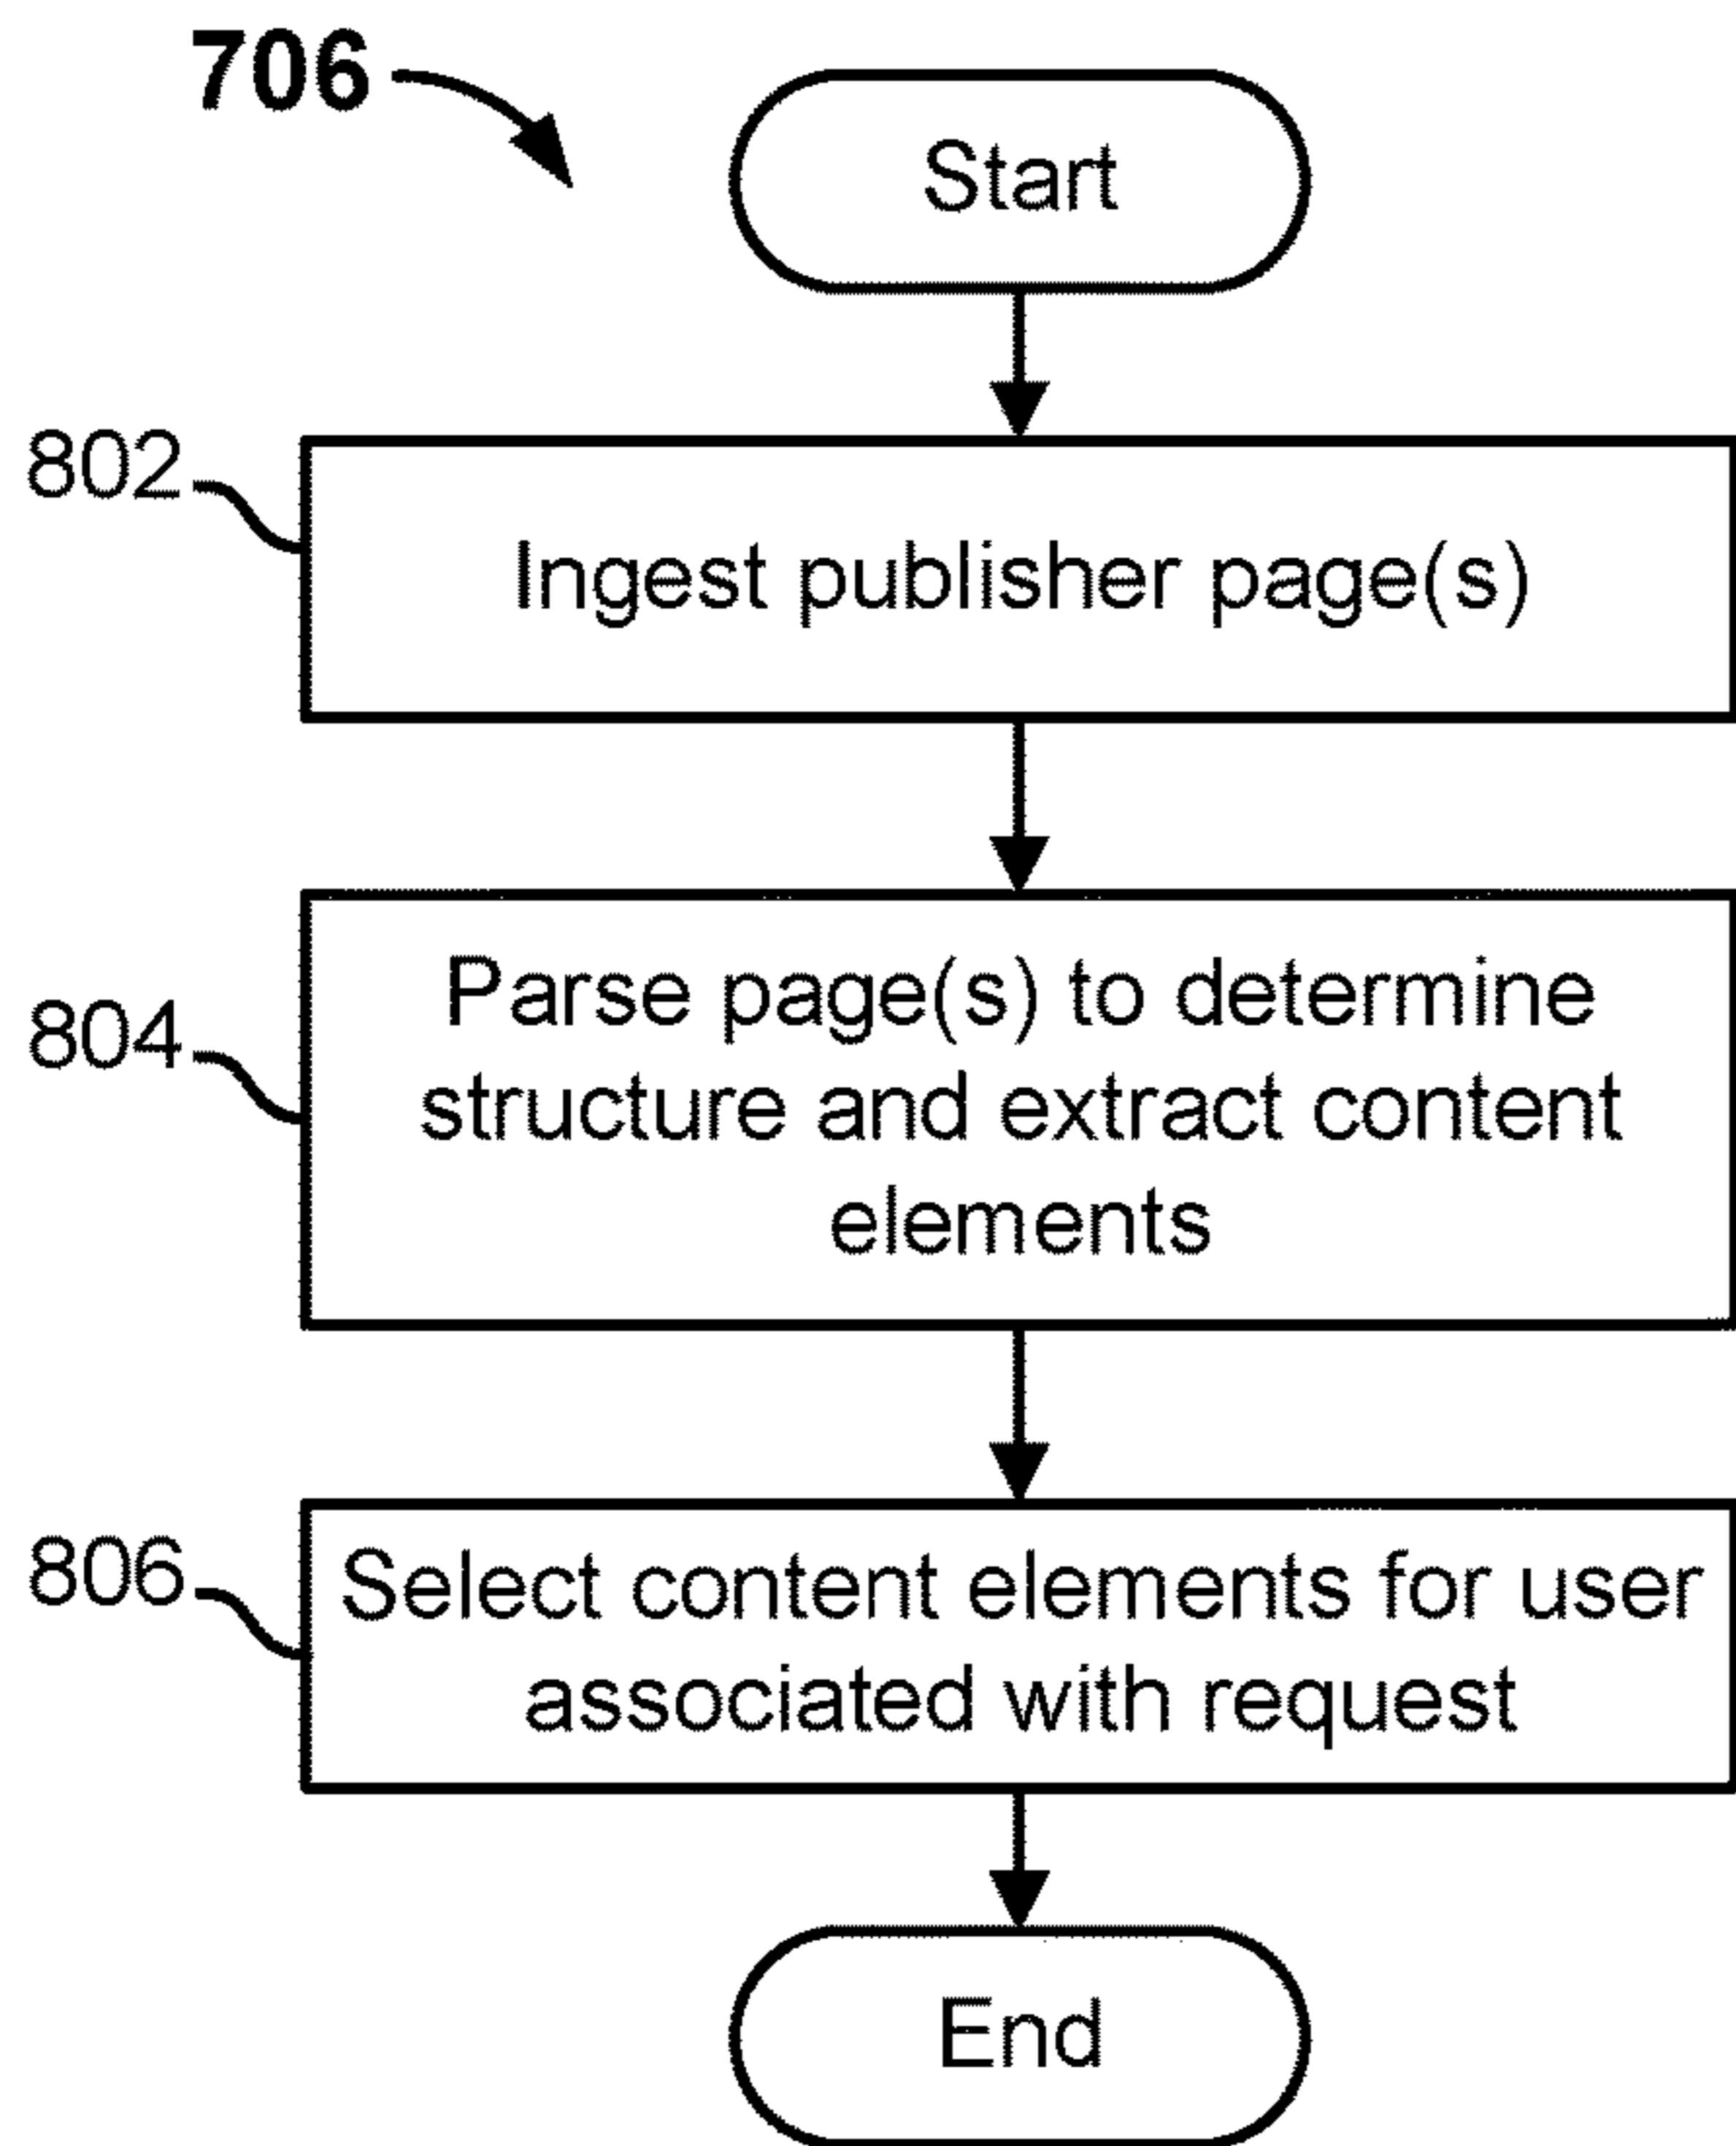 706
Start
802
Ingest publisher page(s)
804
Parse page(s) to determine
structure and extract content
elements
806
Select content elements for user
associated with request
End